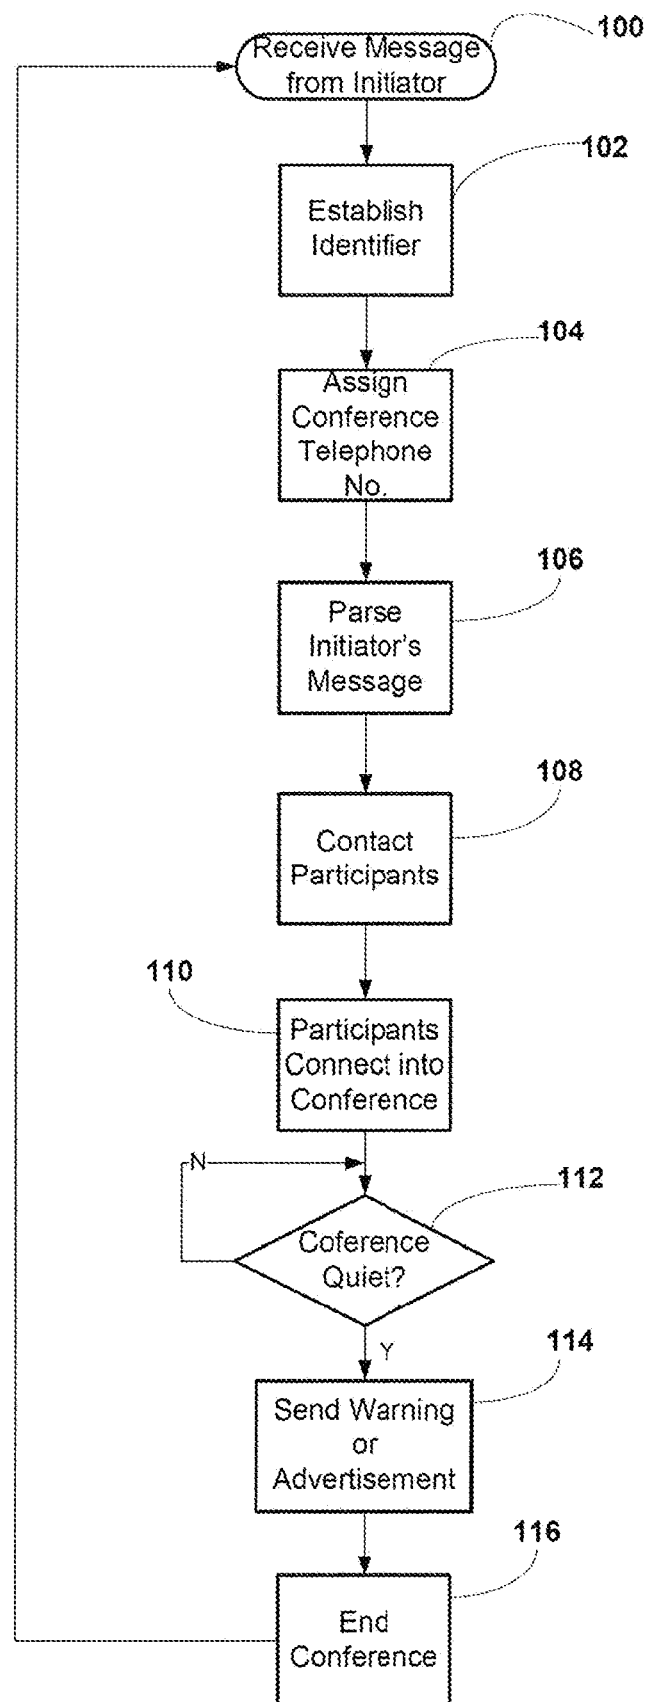 100
Receive Message
from Initiator
102
Establish
Identifier
104
Assign
Conference
Telephone
No.
106
Parse
Initiator's
Message
108
Contact
Participants
110
Participants
Connect into
Conference
N
112
Coference
Quiet?
Y
114
Send Warning
or
Advertisement
116
End
Conference